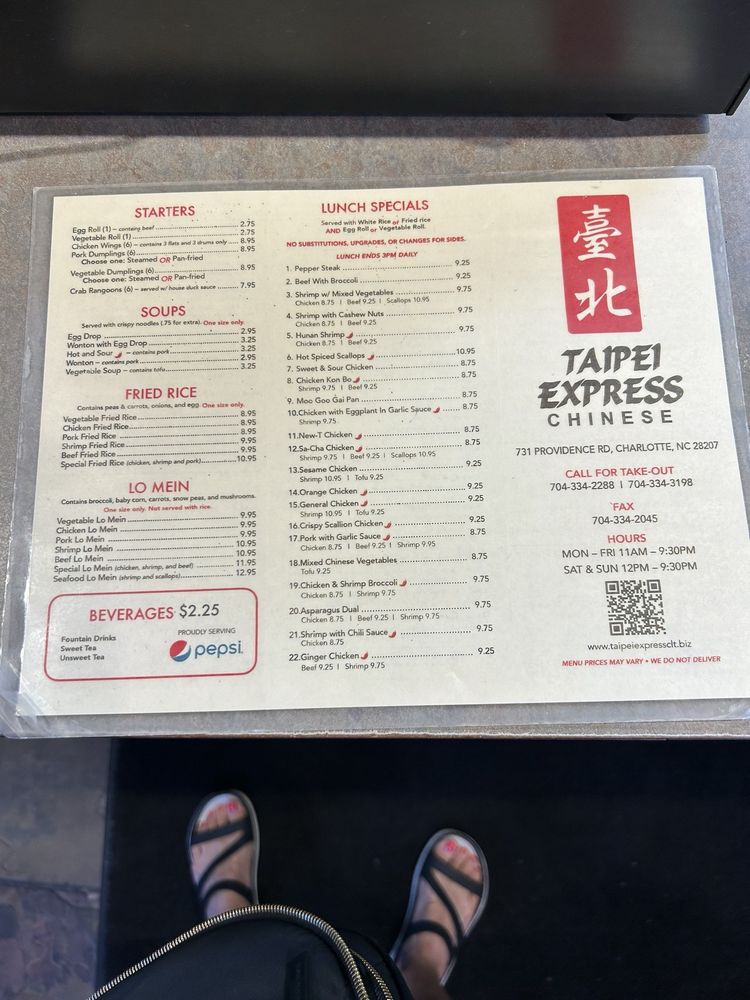 STARTERS
Egg Roll (1) – contains beef 2.75
Vegetable Roll (1) 2.75
Chicken Wings (6) – contains 3 flats and 3 drums only 8.95
Pork Dumplings (6) 8.95
Choose one: Steamed OR Pan-fried
Vegetable Dumplings (6) 8.95
Choose one: Steamed OR Pan-fried
Crab Rangoons (6) – served w/ house duck sauce 7.95
SOUPS
Served with crispy noodles (.75 for extra). One size only.
Egg Drop 2.95
Wonton with Egg Drop 3.25
Hot and Sour – contains pork 3.25
Wonton – contains pork 2.95
Vegetable Soup – contains tofu 3.25
FRIED RICE
Contains peas & carrots, onions, and egg. One size only.
Vegetable Fried Rice 8.95
Chicken Fried Rice 8.95
Pork Fried Rice 8.95
Shrimp Fried Rice 9.95
Beef Fried Rice 9.95
Special Fried Rice (chicken, shrimp and pork) 10.95
LO MEIN
Contains broccoli, baby corn, carrots, snow peas, and mushrooms.
One size only. Not served with rice.
Vegetable Lo Mein 9.95
Chicken Lo Mein 9.95
Pork Lo Mein 9.95
Shrimp Lo Mein 10.95
Beef Lo Mein 10.95
Special Lo Mein (chicken, shrimp, and beef) 11.95
Seafood Lo Mein (shrimp and scallops) 12.95
BEVERAGES $2.25
Fountain Drinks
Sweet Tea
Unsweet Tea
PROUDLY SERVING
pepsi
LUNCH SPECIALS
Served with White Rice or Fried rice
AND Egg Roll or Vegetable Roll.
NO SUBSTITUTIONS, UPGRADES, OR CHANGES FOR SIDES.
LUNCH ENDS 3PM DAILY
1. Pepper Steak 9.25
2. Beef With Broccoli 9.25
3. Shrimp w/ Mixed Vegetables 9.75
Chicken 8.75 | Beef 9.25 | Scallops 10.95
4. Shrimp with Cashew Nuts 9.75
Chicken 8.75 | Beef 9.25
5. Hunan Shrimp 9.75
Chicken 8.75 | Beef 9.25
6. Hot Spiced Scallops 10.95
7. Sweet & Sour Chicken 8.75
8. Chicken Kon Bo 8.75
Shrimp 9.75 | Beef 9.25
9. Moo Goo Gai Pan 8.75
10.Chicken with Eggplant In Garlic Sauce 8.75
Shrimp 9.75
11.New-T Chicken 8.75
12.Sa-Cha Chicken 8.75
Shrimp 9.75 | Beef 9.25 | Scallops 10.95
13.Sesame Chicken 9.25
Shrimp 10.95 | Tofu 9.25
14.Orange Chicken 9.25
15.General Chicken 9.25
Shrimp 10.95 | Tofu 9.25
16.Crispy Scallion Chicken 9.25
17.Pork with Garlic Sauce 8.75
Chicken 8.75 | Beef 9.25 | Shrimp 9.95
18.Mixed Chinese Vegetables 8.75
Tofu 9.25
19.Chicken & Shrimp Broccoli 9.75
Chicken 8.75 | Shrimp 9.75
20.Asparagus Dual 9.75
Chicken 8.75 | Beef 9.25 | Shrimp 9.75
21.Shrimp with Chili Sauce 9.75
Chicken 8.75
22.Ginger Chicken 9.25
Beef 9.25 | Shrimp 9.75
臺北
TAIPEI
EXPRESS
CHINESE
731 PROVIDENCE RD, CHARLOTTE, NC 28207
CALL FOR TAKE-OUT
704-334-2288 | 704-334-3198
FAX
704-334-2045
HOURS
MON – FRI 11AM – 9:30PM
SAT & SUN 12PM – 9:30PM
www.taipeiexpressclt.biz
MENU PRICES MAY VARY • WE DO NOT DELIVER